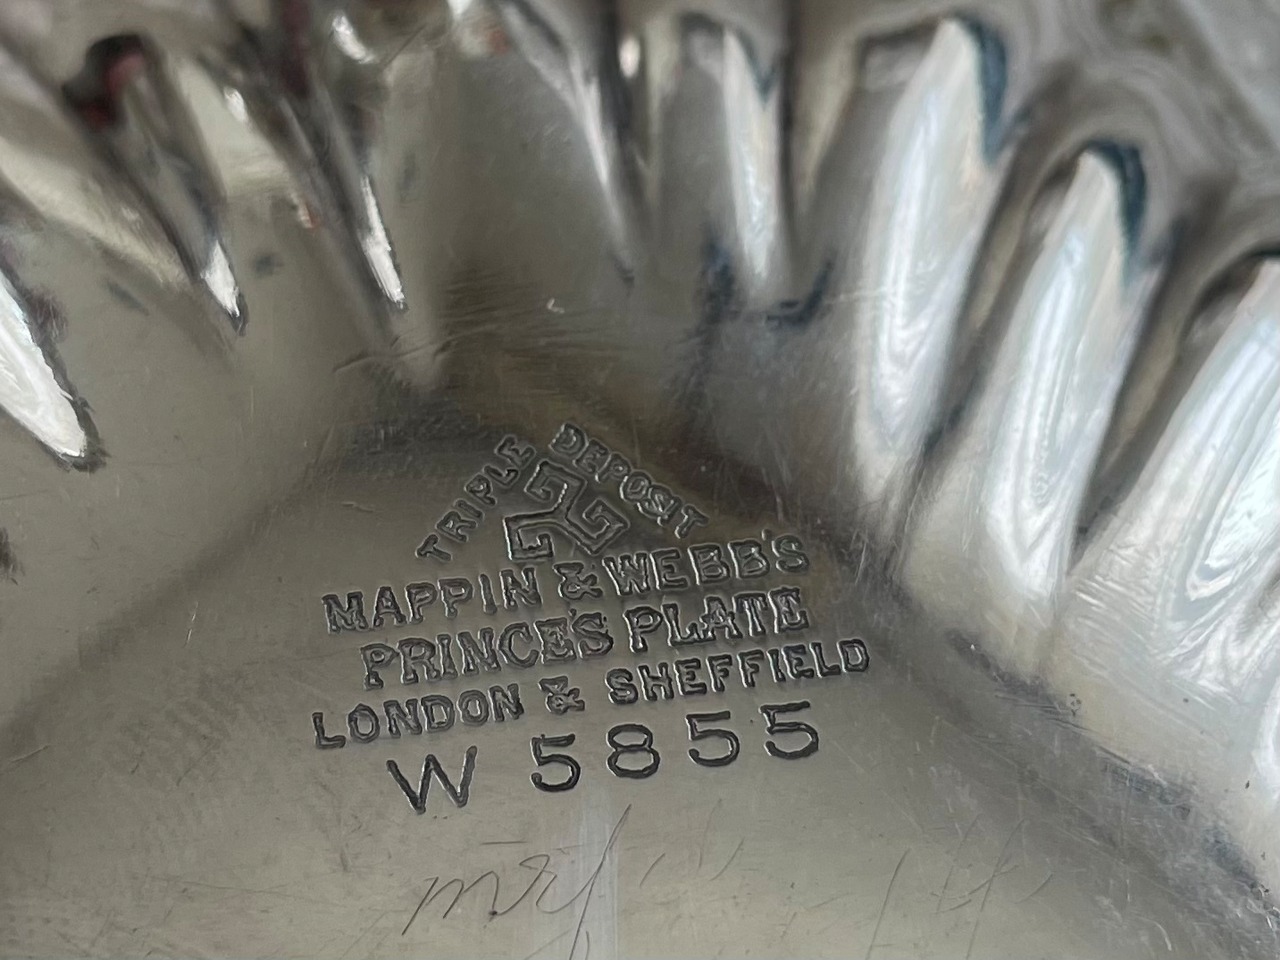 TRIPLE DEPOSIT
MAPPIN & WEBB'S
PRINCE'S PLATE
LONDON & SHEFFIELD
W 5855